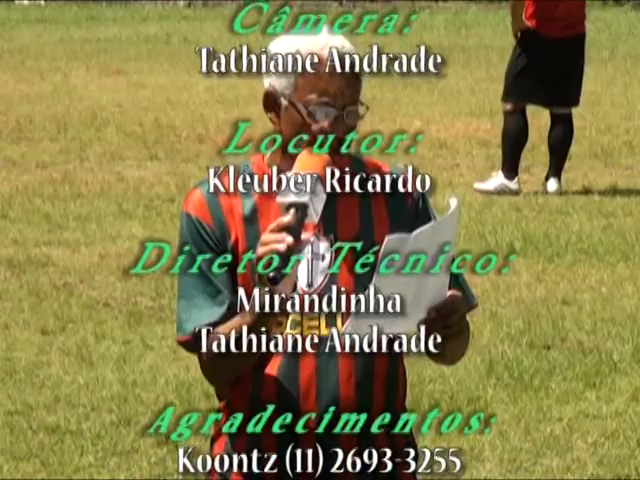 Câmera:
Tathiane Andrade
Locutor:
Kleuber Ricardo
Diretor Técnico:
Mirandinha
Tathiane Andrade
Agradecimentos:
Koontz (11) 2693-3255